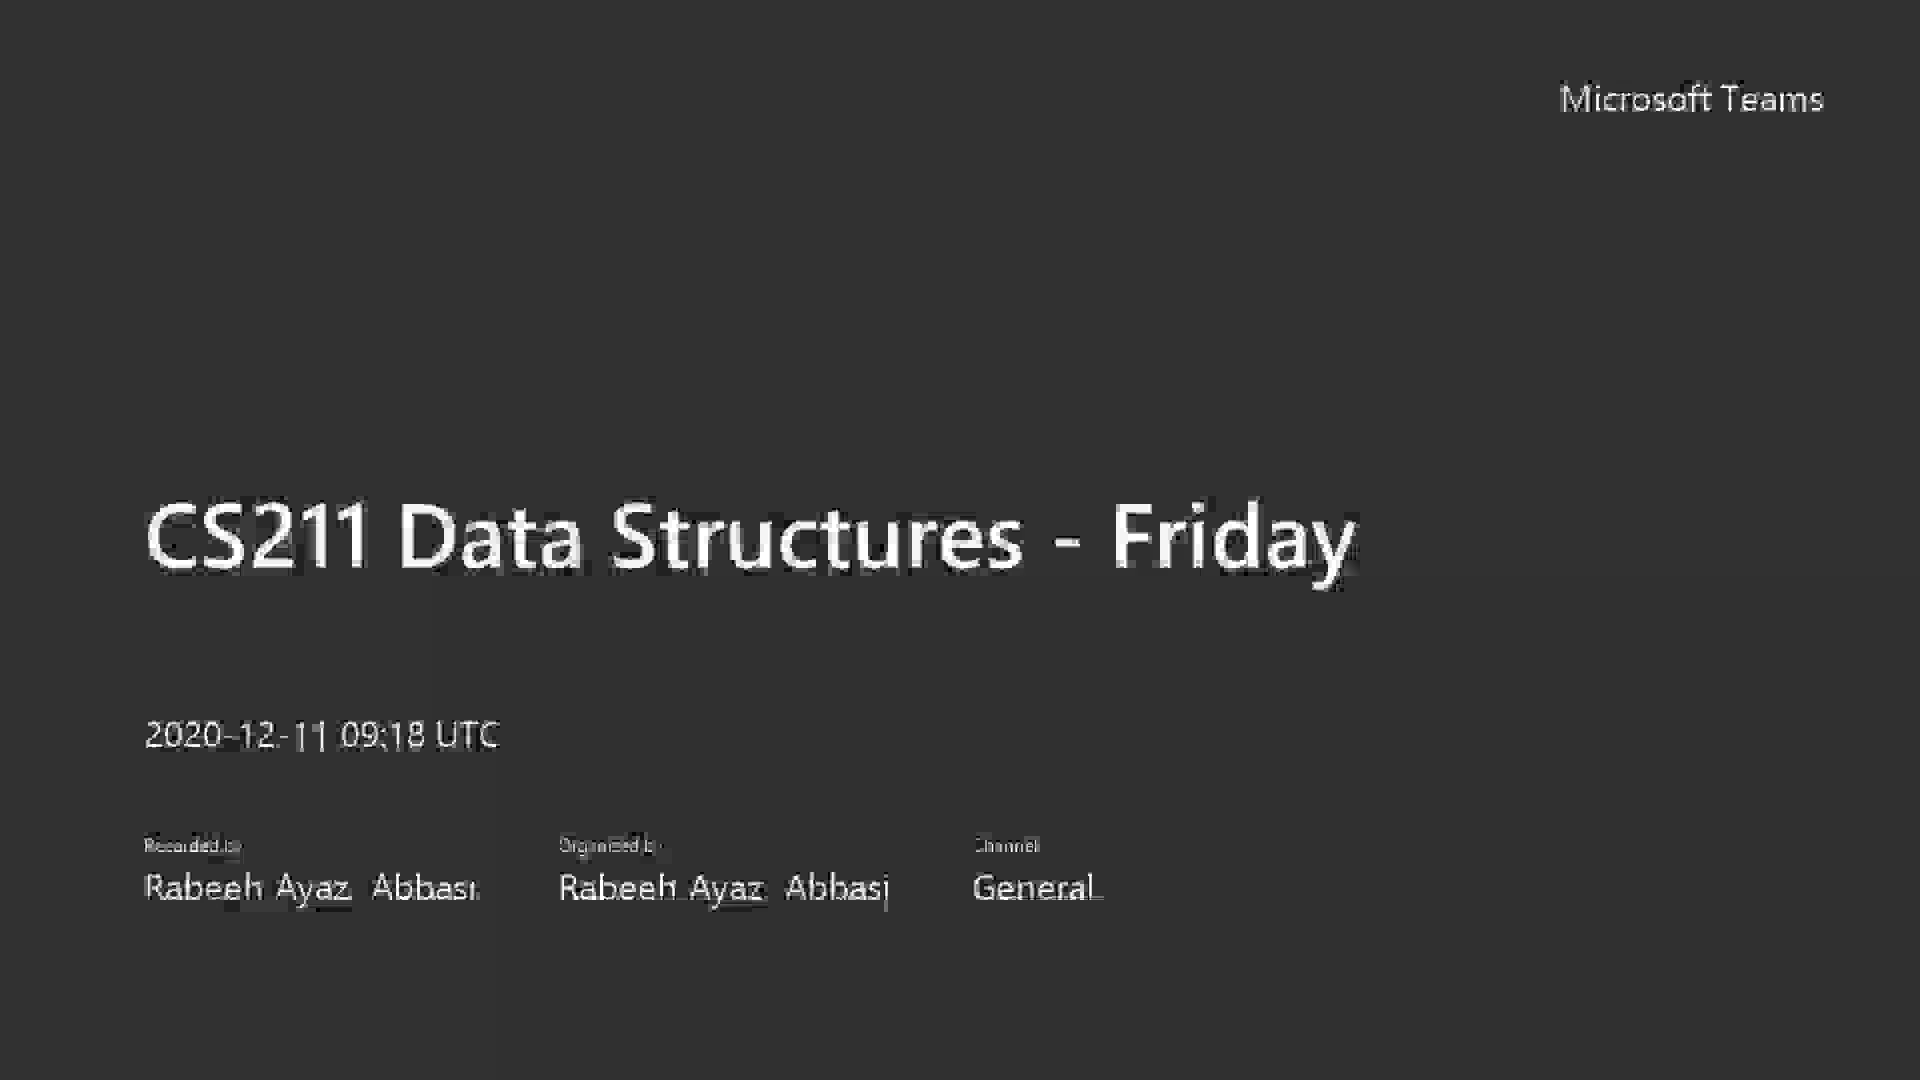 Microsoft Teams
CS211 Data Structures - Friday
2020-12-11 09:18 UTC
Recorded by
Organized by
Channel
Rabeeh Ayaz Abbasi
Rabeeh Ayaz Abbasi
General